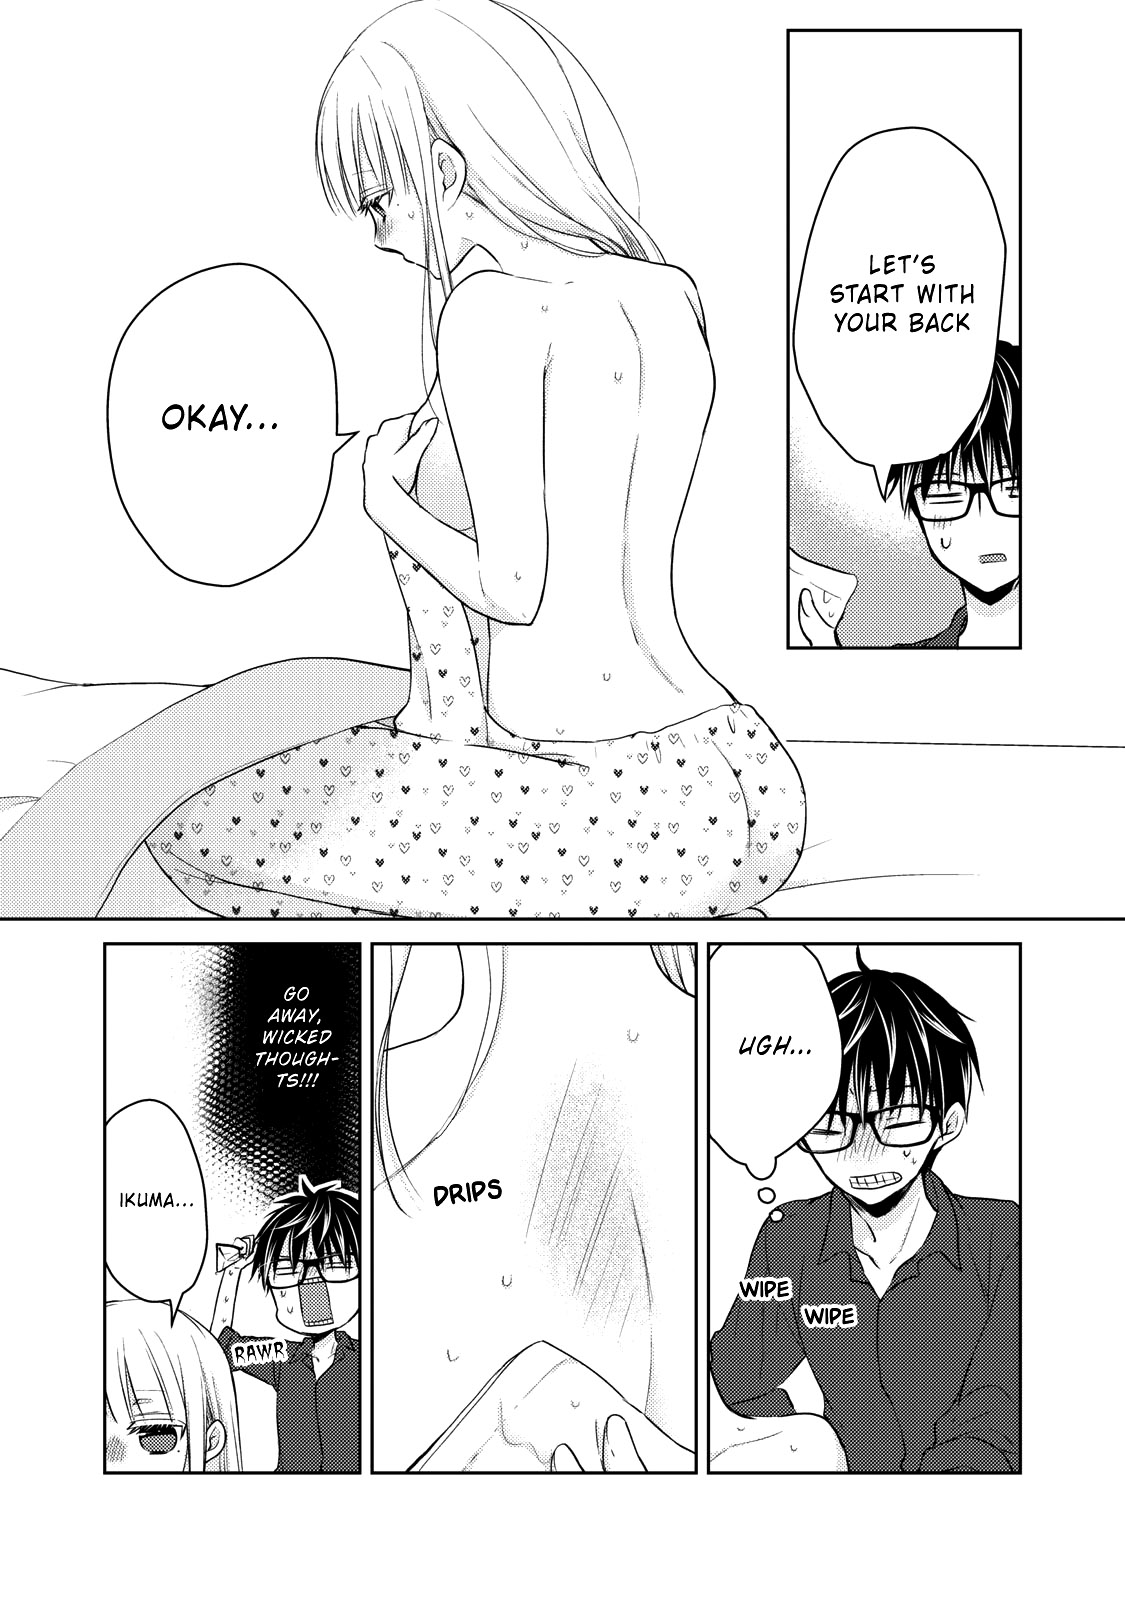 LET'S
START WITH
YOUR BACK
OKAY...
UGH...
WIPE
WIPE
DRIPS
GO
AWAY,
WICKED
THOUGH-
TS!!!
IKUMA...
RAWR